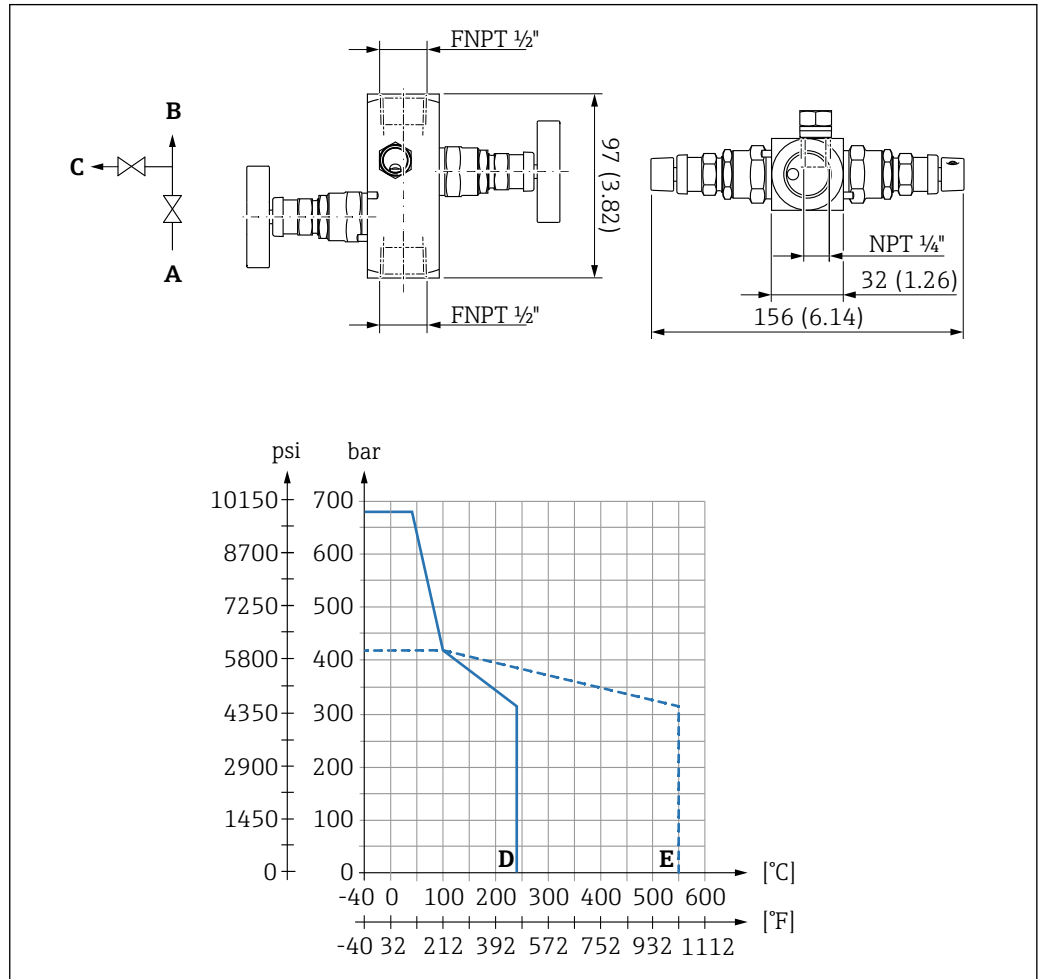 FNPT ½"
B
C
A
97 (3.82)
FNPT ½"
NPT ¼"
32 (1.26)
156 (6.14)
psi bar
10150 700
8700 600
7250 500
5800 400
4350 300
2900 200
1450 100
0 0
D E
[°C]
-40 0 100 200 300 400 500 600
[°F]
-40 32 212 392 572 752 932 1112